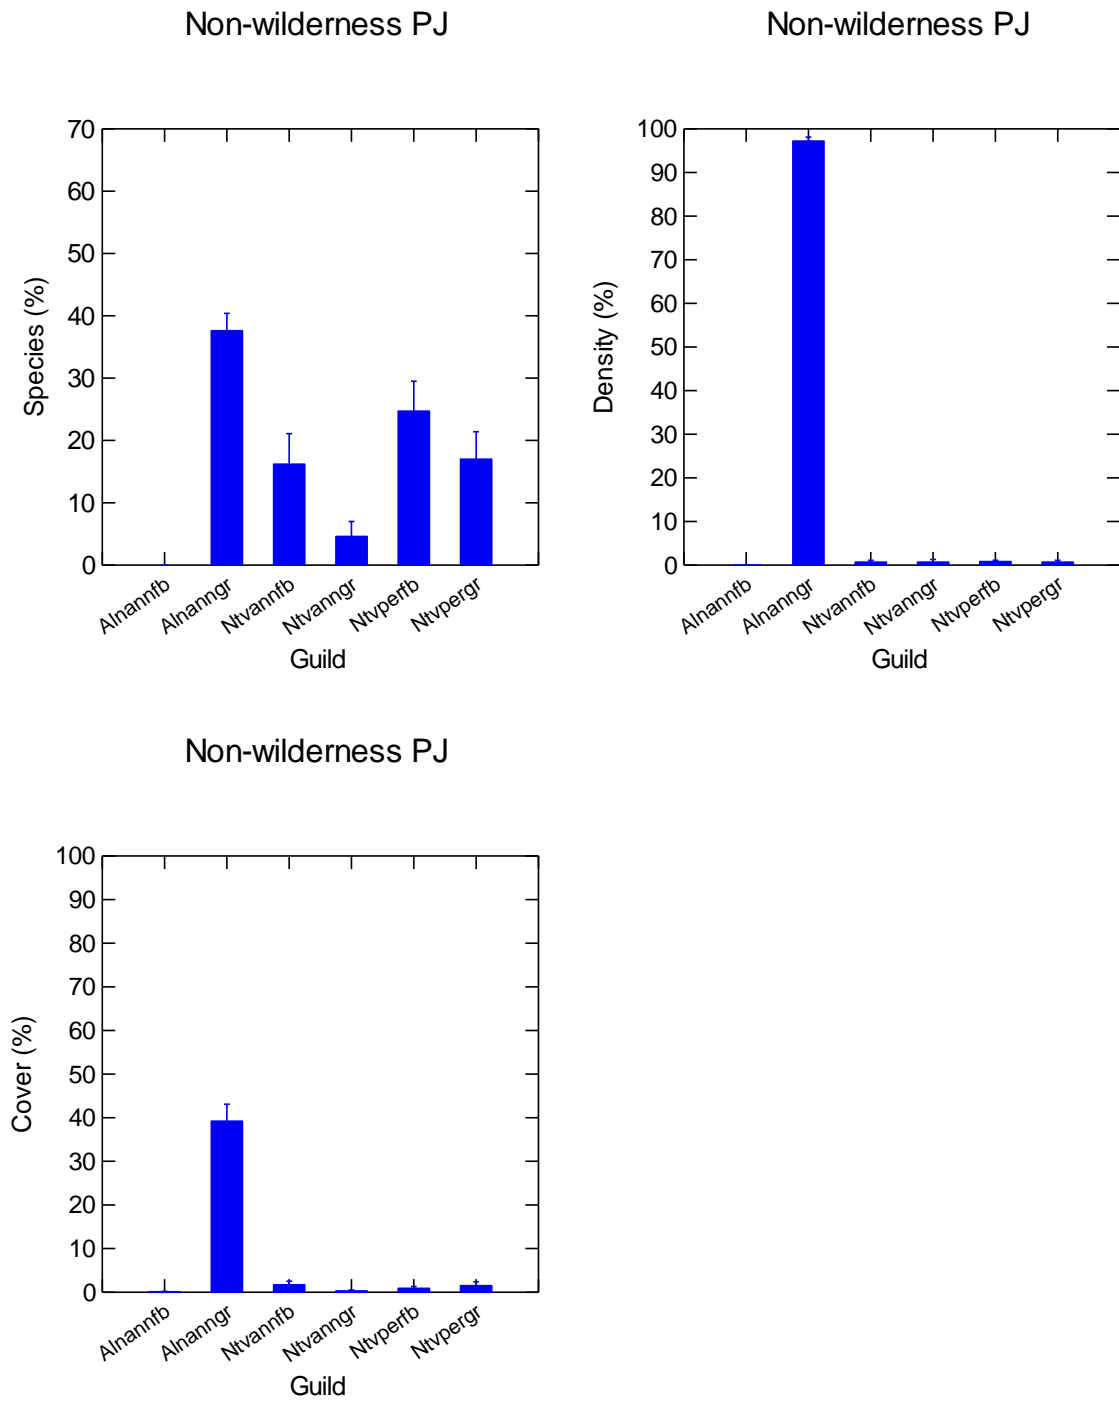 Non-wilderness PJ
70
60
50
40
30
20
10
0
Species (%)
Alnannfb
Alnanngr
Ntvannfb
Ntvanngr
Ntvperfb
Ntvpergr
Guild
Non-wilderness PJ
100
90
80
70
60
50
40
30
20
10
0
Density (%)
Alnannfb
Alnanngr
Ntvannfb
Ntvanngr
Ntvperfb
Ntvpergr
Guild
Non-wilderness PJ
100
90
80
70
60
50
40
30
20
10
0
Cover (%)
Alnannfb
Alnanngr
Ntvannfb
Ntvanngr
Ntvperfb
Ntvpergr
Guild